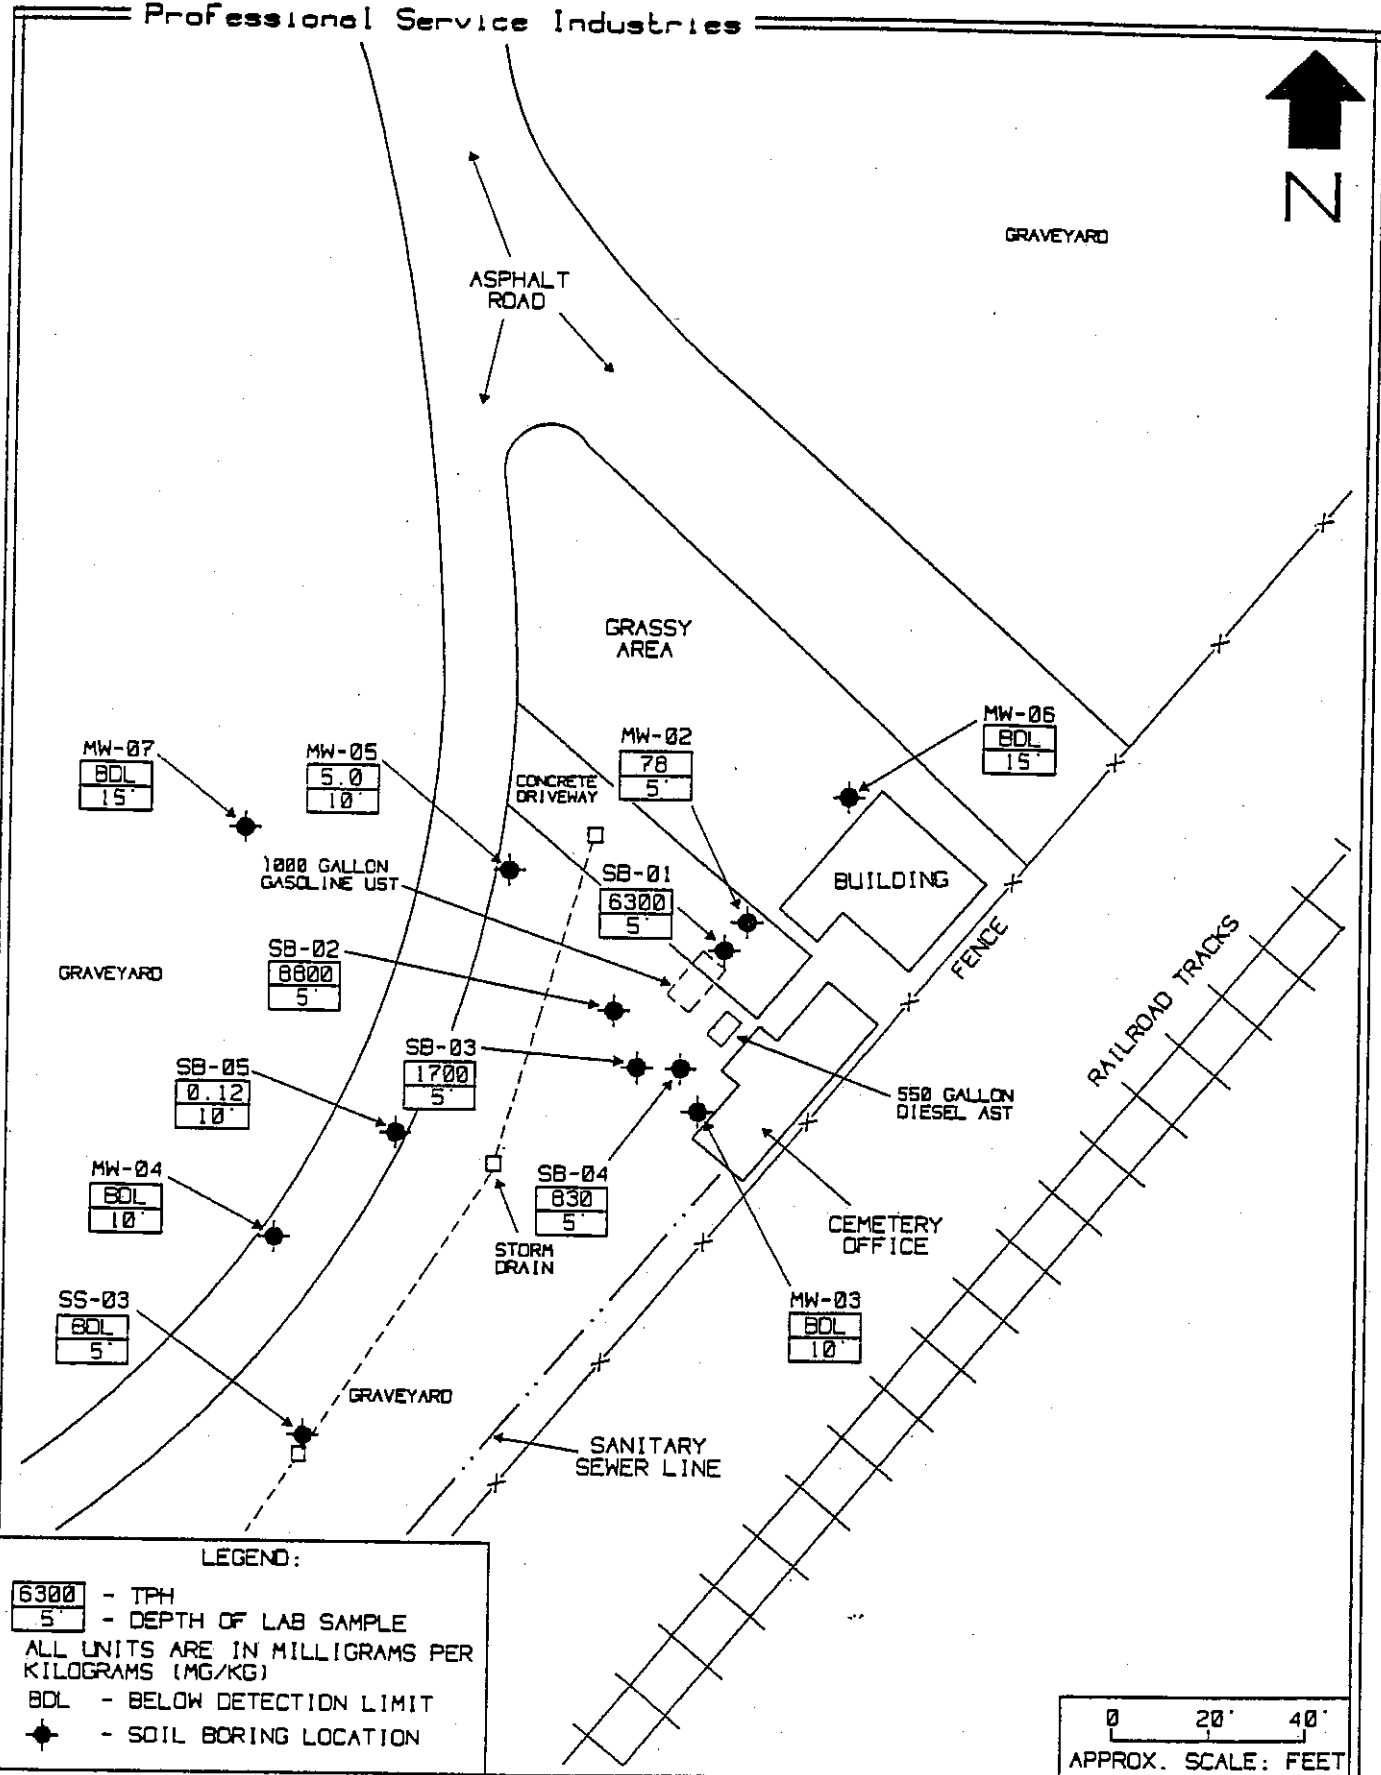 Professional Service Industries
N
GRAVEYARD
ASPHALT
ROAD
GRASSY
AREA
MW-06
BDL
15'
MW-02
78
5'
MW-07
BDL
15'
MW-05
5.0
10'
CONCRETE
DRIVEWAY
1000 GALLON
GASOLINE UST
SB-01
6300
5'
BUILDING
FENCE
RAILROAD TRACKS
SB-02
8800
5'
GRAVEYARD
SB-03
1700
5'
SB-05
0.12
10'
550 GALLON
DIESEL AST
MW-04
BDL
10'
SB-04
830
5'
STORM
DRAIN
CEMETERY
OFFICE
SS-03
BDL
5'
MW-03
BDL
10'
GRAVEYARD
SANITARY
SEWER LINE
LEGEND:
6300 - TPH
5' - DEPTH OF LAB SAMPLE
ALL UNITS ARE IN MILLIGRAMS PER
KILOGRAMS (MG/KG)
BDL - BELOW DETECTION LIMIT
- SOIL BORING LOCATION
0 20' 40'
APPROX. SCALE: FEET